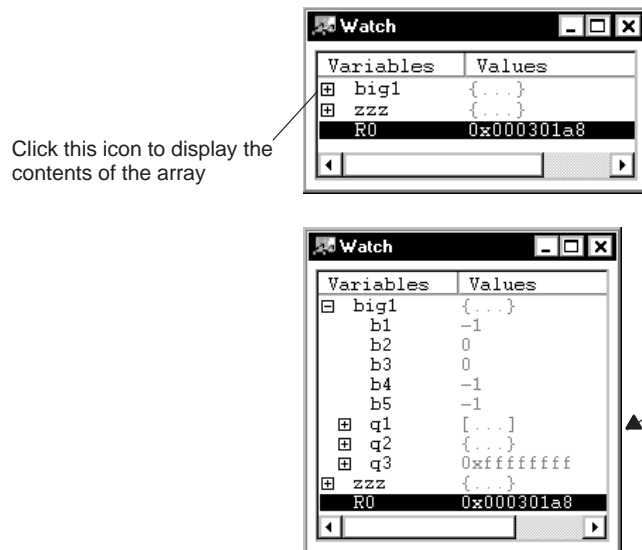 Watch
Variables Values
big1 {...}
zzz {...}
R0 0x000301a8
Click this icon to display the
contents of the array
Watch
Variables Values
big1 {...}
b1 -1
b2 0
b3 0
b4 -1
b5 -1
q1 [...]
q2 {...}
q3 0xffffffff
zzz {...}
R0 0x000301a8